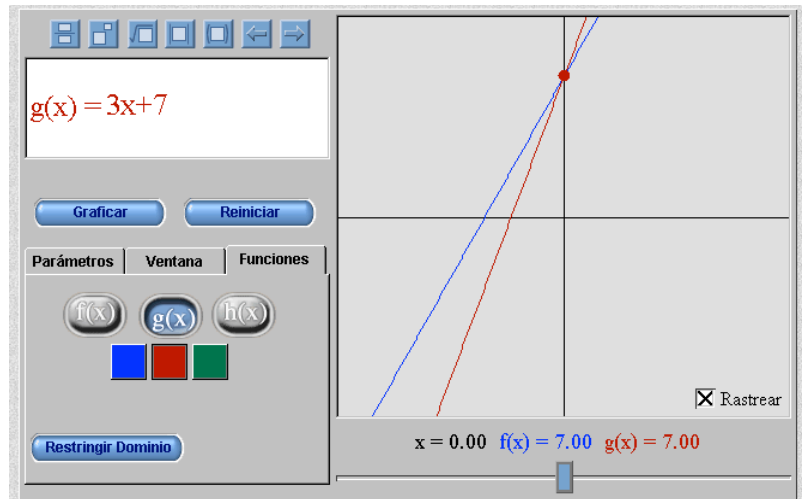 g(x) = 3x+7
Graficar Reiniciar
Parámetros Ventana Funciones
f(x) g(x) h(x)
Restringir Dominio
Rastrear
x = 0.00 f(x) = 7.00 g(x) = 7.00